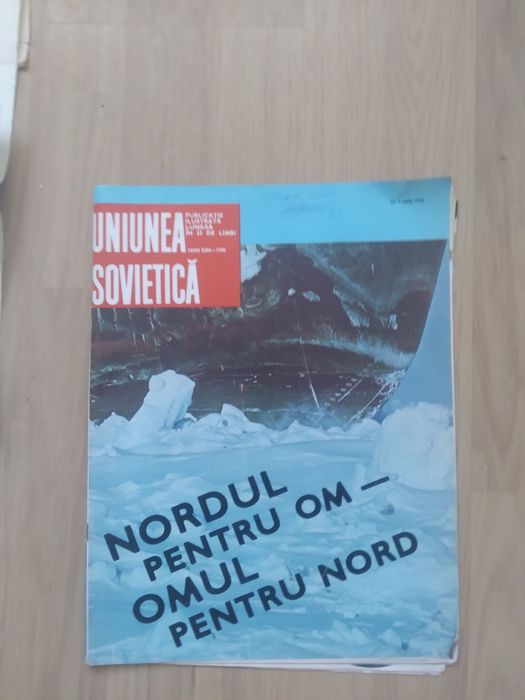 UNIUNEA
SOVIETICĂ
PUBLICAȚIE
ILUSTRATĂ
LUNARĂ
ÎN 22 DE LIMBI
NORDUL
PENTRU OM —
OMUL
PENTRU NORD